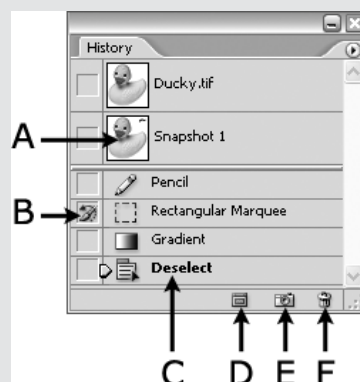 History
Ducky.tif
A
Snapshot 1
Pencil
B
Rectangular Marquee
Gradient
Deselect
C D E F